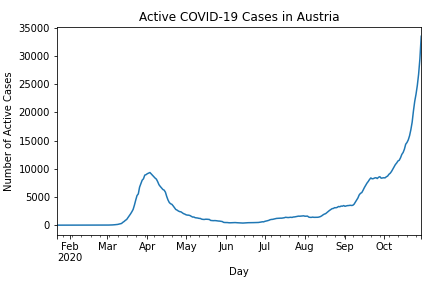 Active COVID-19 Cases in Austria
35000
30000
25000
20000
15000
10000
5000
0
Number of Active Cases
Feb Mar Apr May Jun Jul Aug Sep Oct
2020
Day